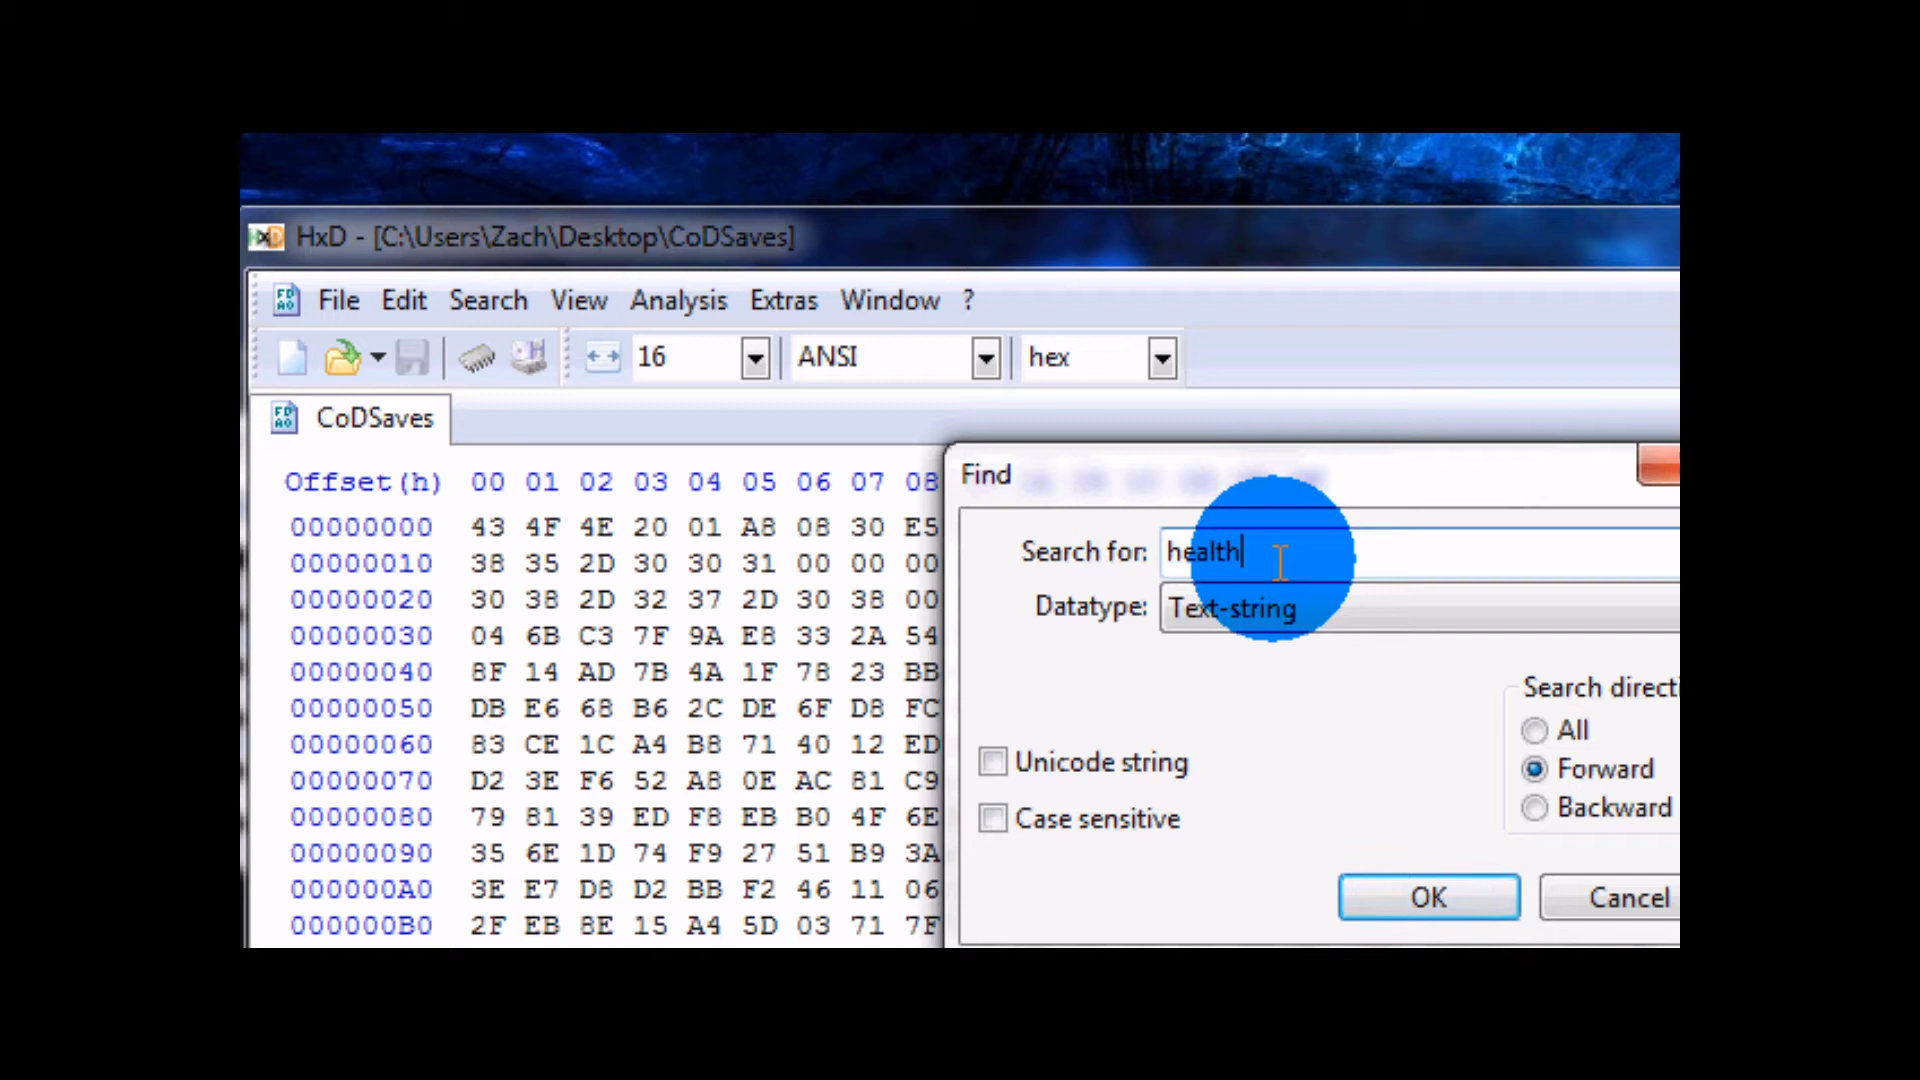 HxD - [C:\Users\Zach\Desktop\CoDSaves]
File Edit Search View Analysis Extras Window ?
16 ANSI hex
CoDSaves
Offset(h) 00 01 02 03 04 05 06 07 08
00000000 43 4F 4E 20 01 A8 08 30 E5
00000010 38 35 2D 30 30 31 00 00 00
00000020 30 38 2D 32 37 2D 30 38 00
00000030 04 6B C3 7F 9A E8 33 2A 54
00000040 8F 14 AD 7B 4A 1F 78 23 BB
00000050 DB E6 68 B6 2C DE 6F D8 FC
00000060 83 CE 1C A4 B8 71 40 12 ED
00000070 D2 3E F6 52 A8 0E AC 81 C9
00000080 79 81 39 ED F8 EB B0 4F 6E
00000090 35 6E 1D 74 F9 27 51 B9 3A
000000A0 3E E7 D8 D2 BB F2 46 11 06
000000B0 2F EB 8E 15 A4 5D 03 71 7F
Find
Search for: health
Datatype: Text-string
Search directi
All
Forward
Backward
Unicode string
Case sensitive
OK Cancel